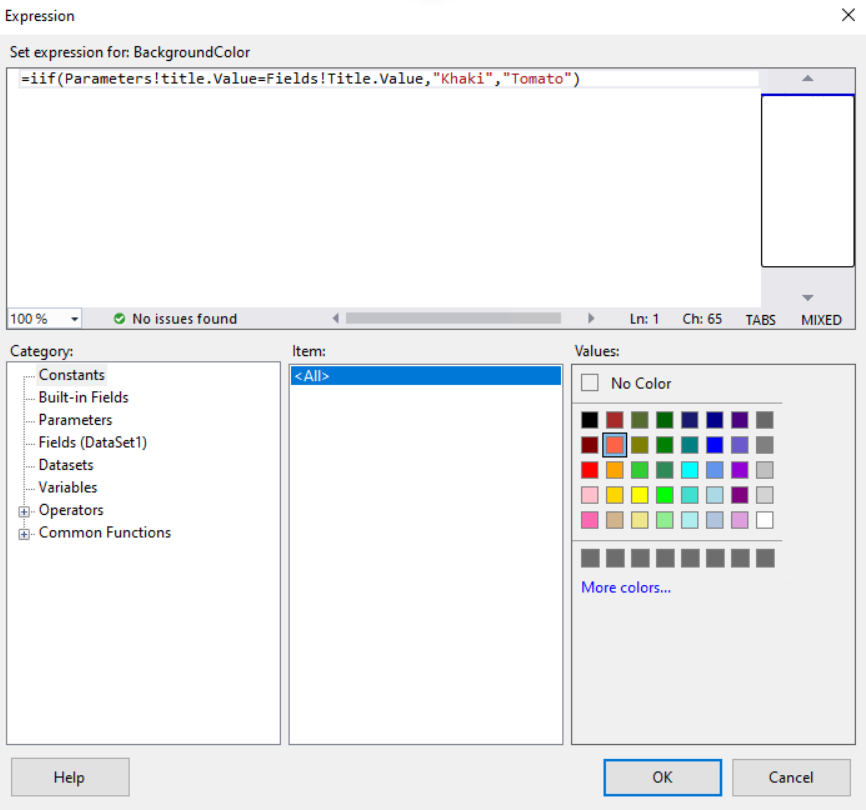 Expression
Set expression for: BackgroundColor
=iif(Parameters!title.Value=Fields!Title.Value,"Khaki","Tomato")
100 %
No issues found
Ln: 1
Ch: 65
TABS
MIXED
Category:
Item:
Values:
Constants
Built-in Fields
Parameters
Fields (DataSet1)
Datasets
Variables
Operators
Common Functions
<All>
No Color
More colors...
Help
OK
Cancel